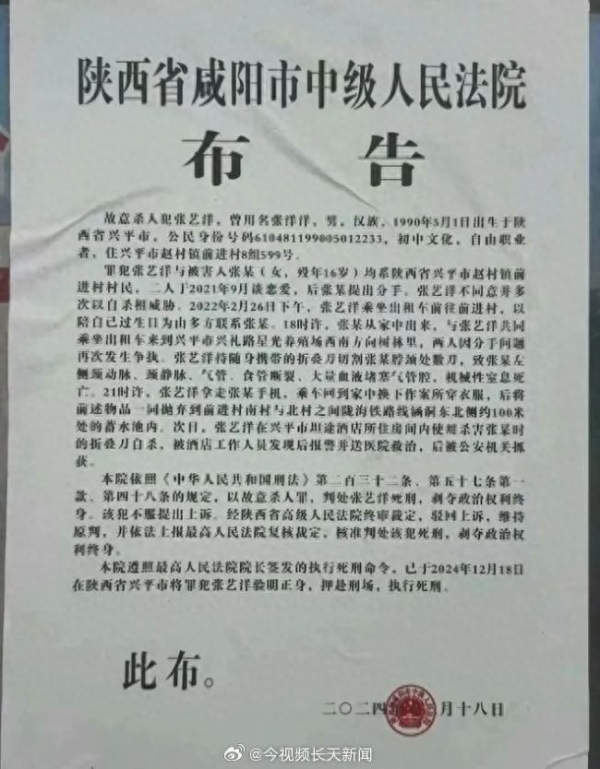 陕西省咸阳市中级人民法院
布 告
故意杀人犯张艺洋，曾用名张洋洋，男，汉族，1990年5月1日出生于陕
西省兴平市，公民身份号码610481199005012233，初中文化，自由职业
者，住兴平市赵村镇前进村8组599号。
罪犯张艺洋与被害人张某（女，殁年16岁）均系陕西省兴平市赵村镇前
进村村民，二人于2021年9月谈恋爱，后张某提出分手。张艺洋不同意并多
次以自杀相威胁。2022年2月26日下午，张艺洋乘坐出租车前往前进村，以
陪自己过生日为由多方联系张某。18时许，张某从家中出来，与张艺洋共同
乘坐出租车来到兴平市兴礼路星光养殖场西南方向树林里，两人因分手问题
再次发生争执。张艺洋持随身携带的折叠刀切割张某脖颈处数刀，致张某左
侧颈动脉、颈静脉、气管、食管断裂、大量血液堵塞气管腔，机械性窒息死
亡。21时许，张艺洋拿走张某手机，乘车回到家中换下作案所穿衣服，后将
前述物品一同抛弃到前进村南村与北村之间陇海铁路线辆洞东北侧约100米
处的蓄水池内。次日，张艺洋在兴平市坦途酒店所住房间内使用杀害张某时
的折叠刀自杀，被酒店工作人员发现后报警并送医院救治，后被公安机关抓
获。
本院依照《中华人民共和国刑法》第二百三十二条、第五十七条第一
款、第四十八条的规定，以故意杀人罪，判处张艺洋死刑，剥夺政治权利终
身。该犯不服提出上诉。经陕西省高级人民法院终审裁定，驳回上诉，维持
原判，并依法上报最高人民法院复核裁定，核准判处该犯死刑，剥夺政治权
利终身。
本院遵照最高人民法院院长签发的执行死刑命令，已于2024年12月18日
在陕西省兴平市将罪犯张艺洋验明正身，押赴刑场，执行死刑。
此布。
二〇二四 月十八日
@今视频长天新闻